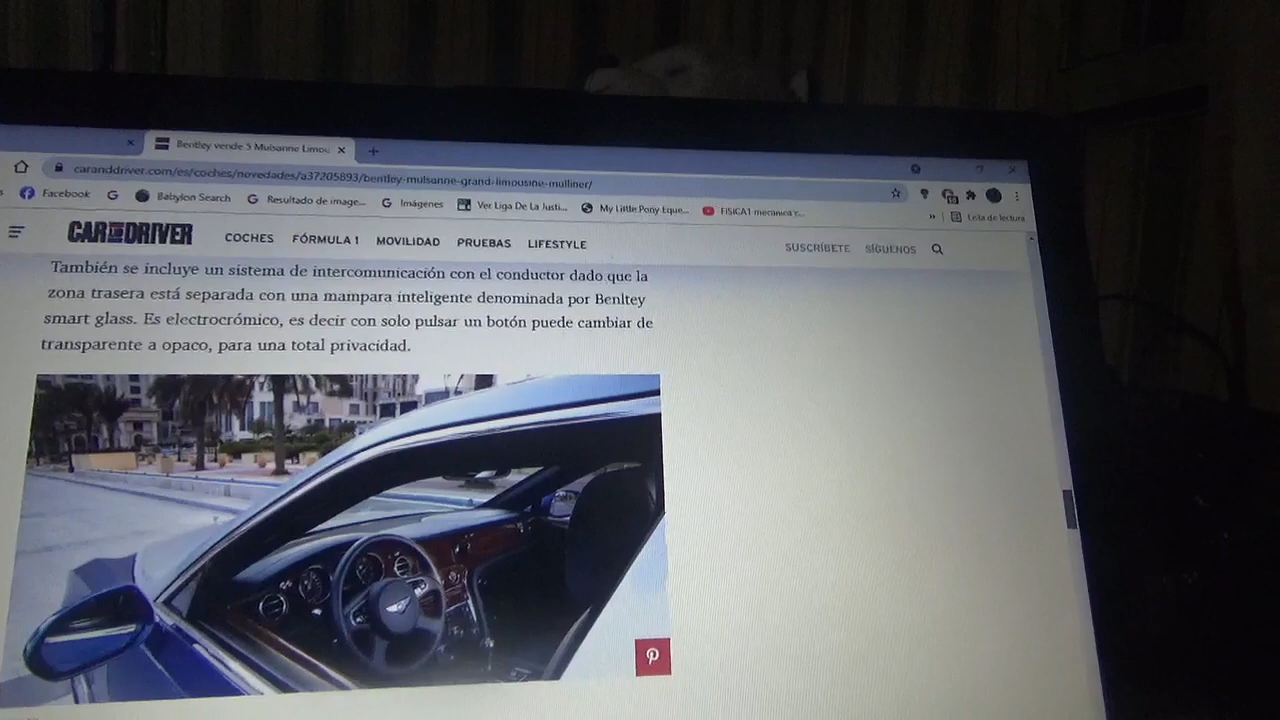 Bentley vende 5 Mulsanne Limou
caranddriver.com/es/coches/novedades/a37205893/bentley-mulsanne-grand-limousine-mulliner/
Facebook
Babylon Search
Resultado de image...
Imágenes
Ver Liga De La Justi...
My Little Pony Eque...
FISICA1 mecanica y...
Lista de lectura
CAR AND DRIVER
COCHES
FÓRMULA 1
MOVILIDAD
PRUEBAS
LIFESTYLE
SUSCRÍBETE
SÍGUENOS
También se incluye un sistema de intercomunicación con el conductor dado que la
zona trasera está separada con una mampara inteligente denominada por Benltey
smart glass. Es electrocrómico, es decir con solo pulsar un botón puede cambiar de
transparente a opaco, para una total privacidad.